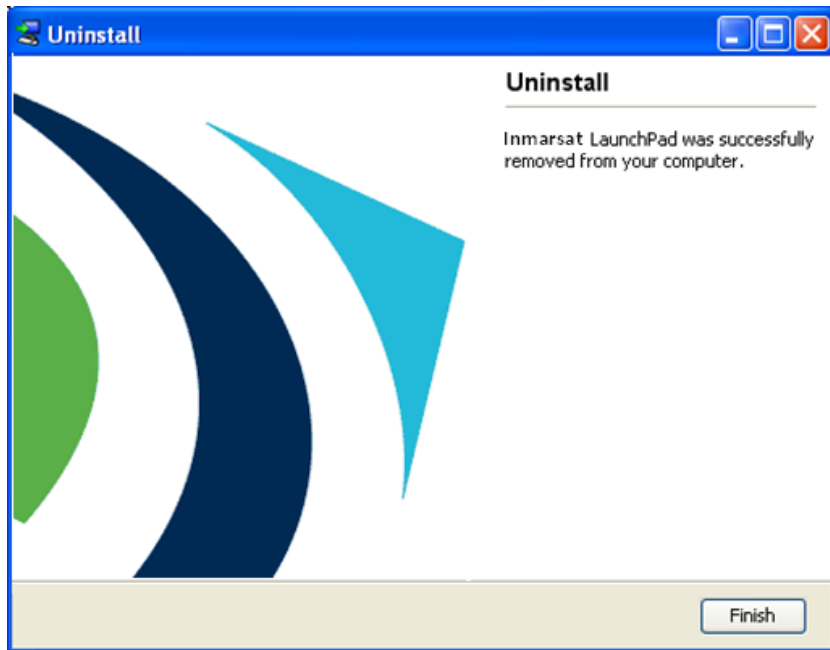 Uninstall
Uninstall
Inmarsat LaunchPad was successfully
removed from your computer.
Finish